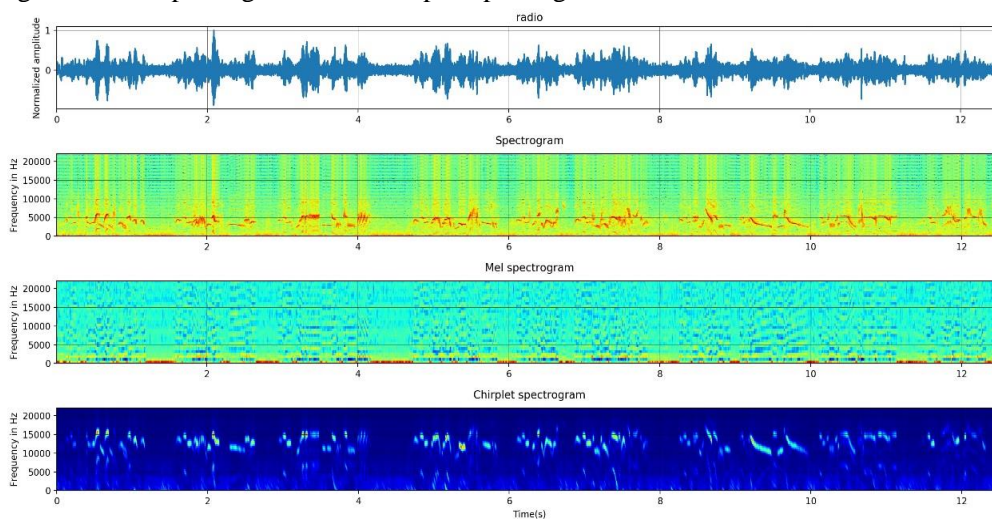 radio
Normalized amplitude
1
0
0 2 4 6 8 10 12
Spectrogram
Frequency in Hz
20000
15000
10000
5000
0
0 2 4 6 8 10 12
Mel spectrogram
Frequency in Hz
20000
15000
10000
5000
0
0 2 4 6 8 10 12
Chirplet spectrogram
Frequency in Hz
20000
15000
10000
5000
0
0 2 4 6 8 10 12
Time(s)